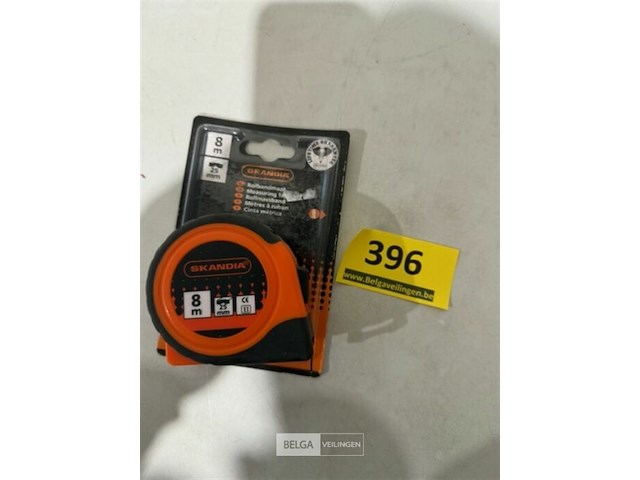 8
m
25
mm
SKANDIA
Rolbandmaat
Measuring
Rollmassband
Mètres à ruban
Cinta métrica
SKANDIA
8
m
25
mm
CE
II
396
www.Belgaveilingen.be
BELGA VEILINGEN